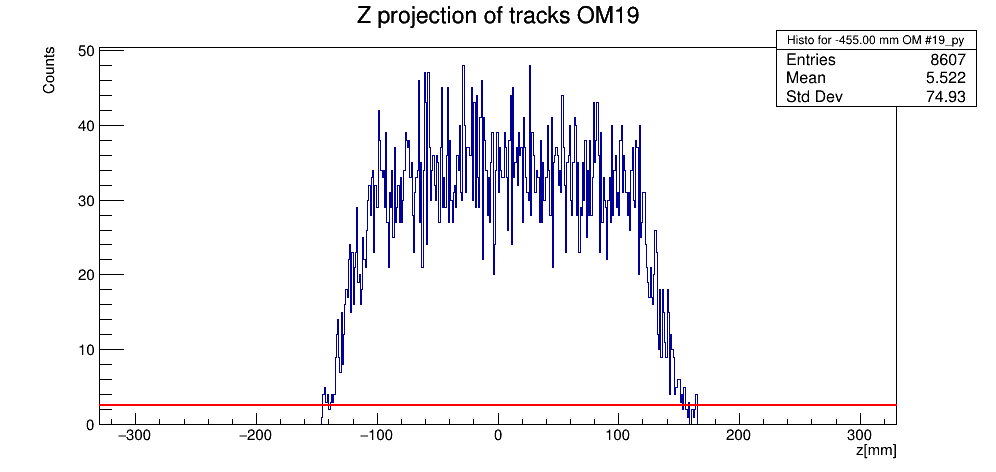 Z projection of tracks OM19
Histo for -455.00 mm OM #19_py
Entries 8607
Mean 5.522
Std Dev 74.93
Counts
50
40
30
20
10
0
−300 −200 −100 0 100 200 300
z[mm]